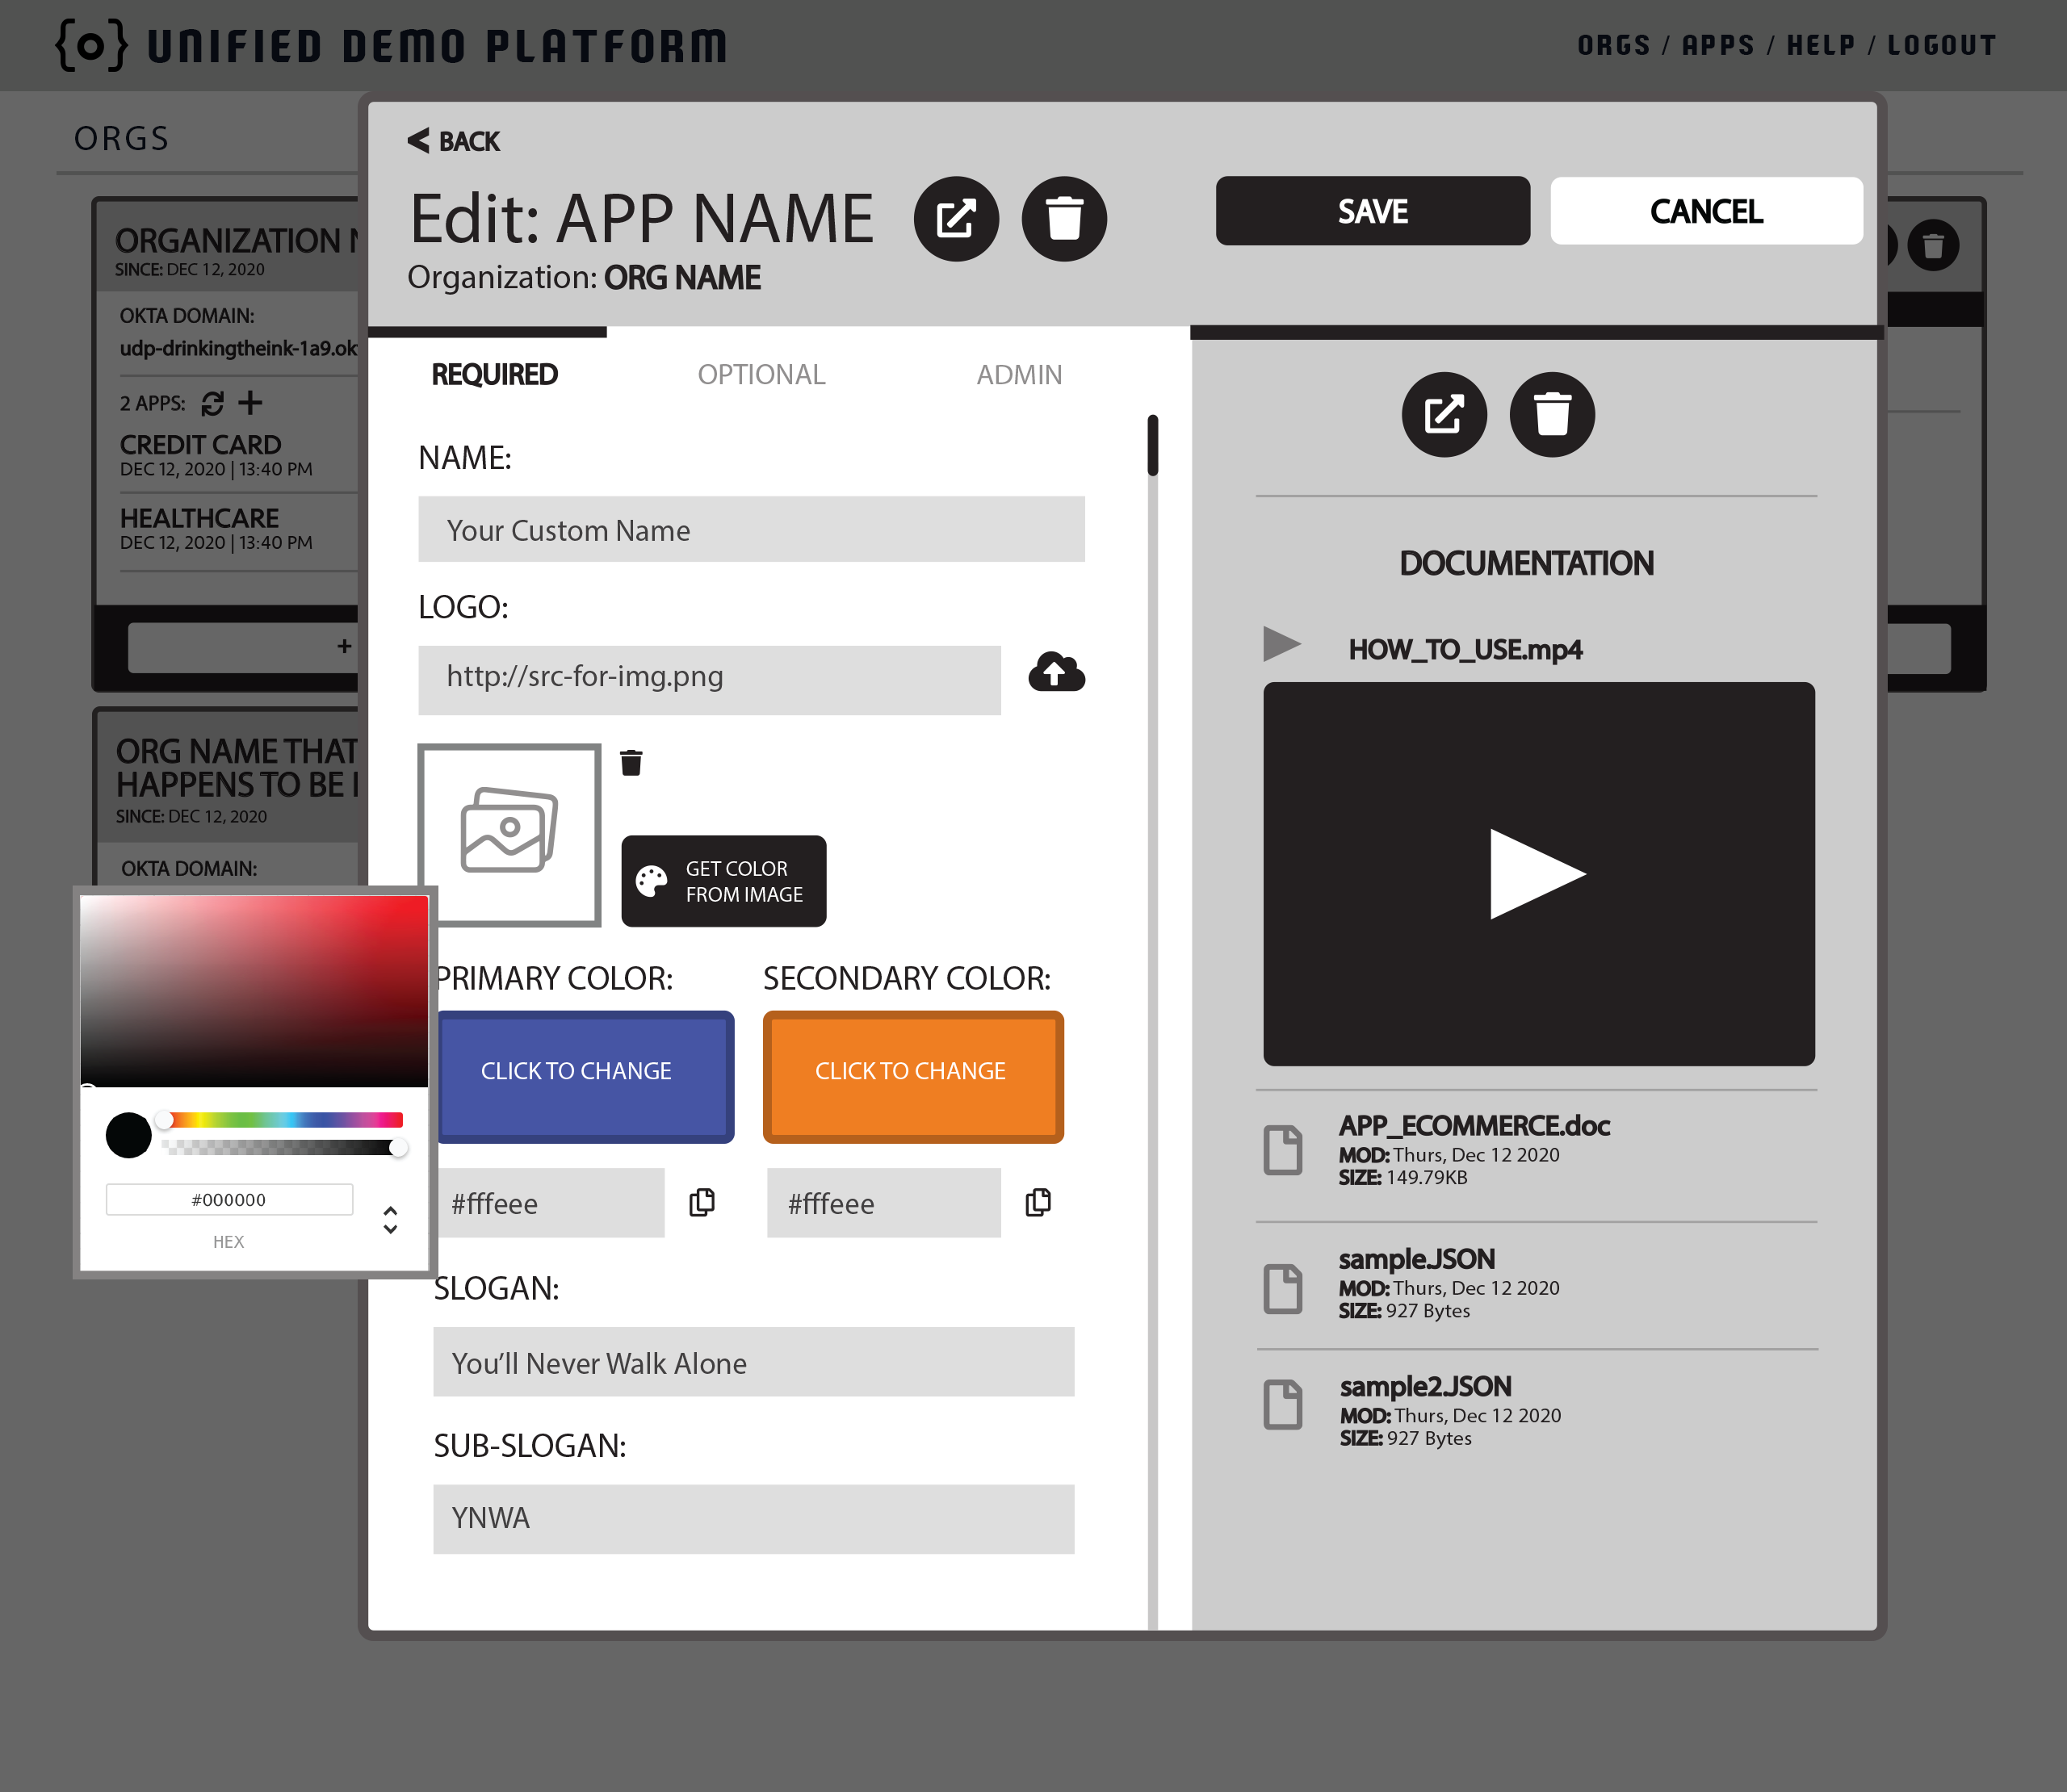 UNIFIED DEMO PLATFORM
ORGS / APPS / HELP / LOGOUT
ORGS
ORGANIZATION
SINCE: DEC 12, 2020
OKTA DOMAIN:
udp-drinkingtheink-1a9.ok
2 APPS:
CREDIT CARD
DEC 12, 2020 | 13:40 PM
HEALTHCARE
DEC 12, 2020 | 13:40 PM
+
ORG NAME THAT
HAPPENS TO BE
SINCE: DEC 12, 2020
OKTA DOMAIN:
#000000
HEX
< BACK
Edit: APP NAME
Organization: ORG NAME
SAVE
CANCEL
REQUIRED
OPTIONAL
ADMIN
NAME:
Your Custom Name
LOGO:
http://src-for-img.png
GET COLOR
FROM IMAGE
PRIMARY COLOR:
SECONDARY COLOR:
CLICK TO CHANGE
CLICK TO CHANGE
#fffeee
#fffeee
SLOGAN:
You’ll Never Walk Alone
SUB-SLOGAN:
YNWA
DOCUMENTATION
HOW_TO_USE.mp4
APP_ECOMMERCE.doc
MOD: Thurs, Dec 12 2020
SIZE: 149.79KB
sample.JSON
MOD: Thurs, Dec 12 2020
SIZE: 927 Bytes
sample2.JSON
MOD: Thurs, Dec 12 2020
SIZE: 927 Bytes